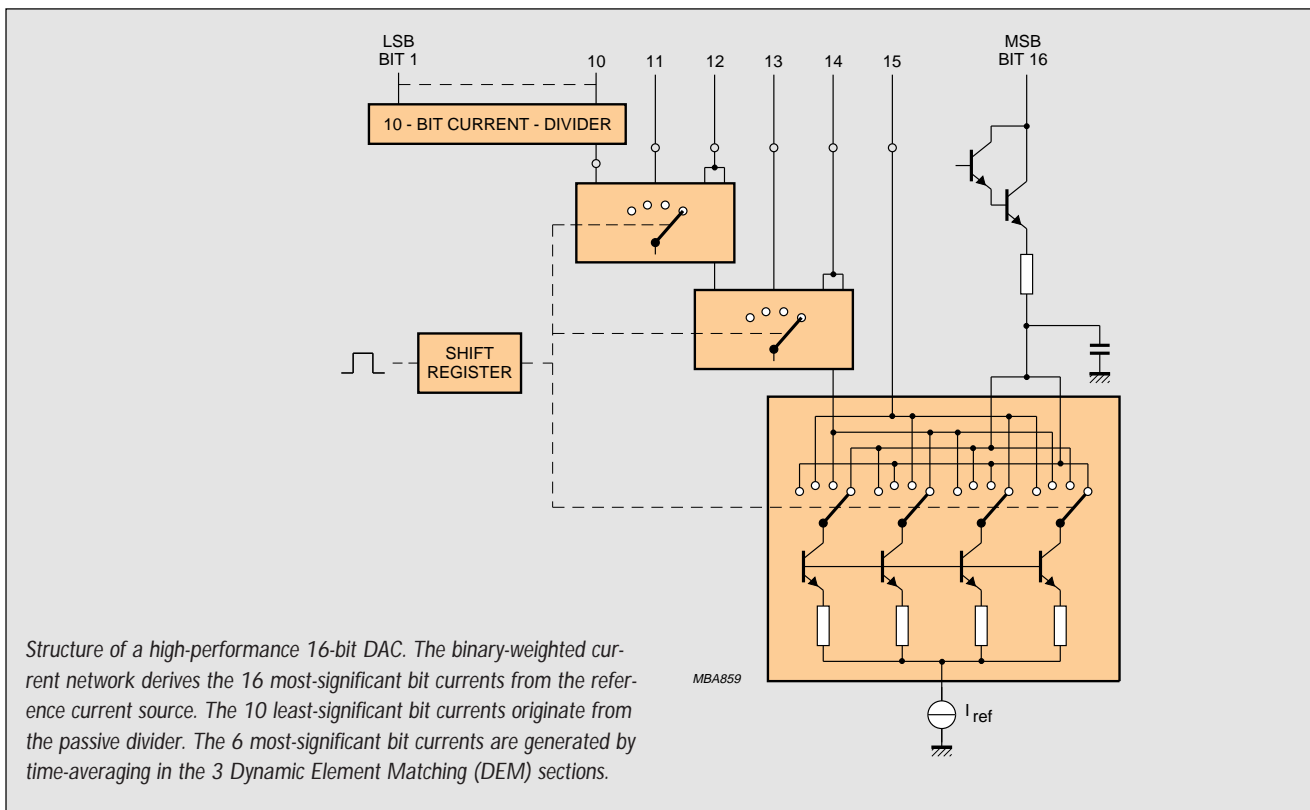 LSB
BIT 1
10
11
12
13
14
15
MSB
BIT 16
10 - BIT CURRENT - DIVIDER
SHIFT
REGISTER
MBA859
I ref
Structure of a high-performance 16-bit DAC. The binary-weighted cur-
rent network derives the 16 most-significant bit currents from the refer-
ence current source. The 10 least-significant bit currents originate from
the passive divider. The 6 most-significant bit currents are generated by
time-averaging in the 3 Dynamic Element Matching (DEM) sections.